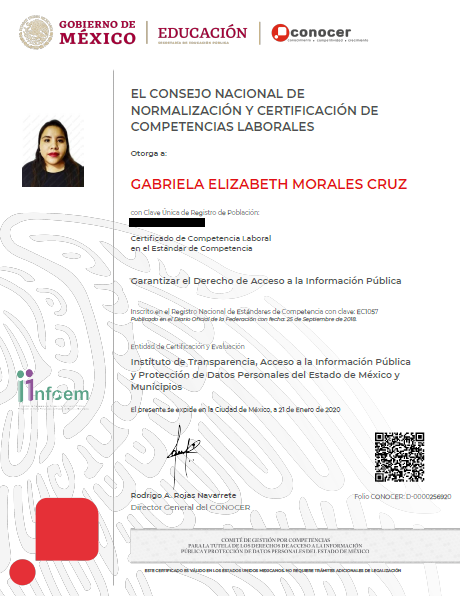 GOBIERNO DE
MÉXICO
EDUCACIÓN
SECRETARÍA DE EDUCACIÓN PÚBLICA
conocer
conocimiento • competitividad • crecimiento
EL CONSEJO NACIONAL DE
NORMALIZACIÓN Y CERTIFICACIÓN DE
COMPETENCIAS LABORALES
Otorga a:
GABRIELA ELIZABETH MORALES CRUZ
con Clave Única de Registro de Población:
Certificado de Competencia Laboral
en el Estándar de Competencia
Garantizar el Derecho de Acceso a la Información Pública
Inscrito en el Registro Nacional de Estándares de Competencia con clave: EC1057
Publicado en el Diario Oficial de la Federación con fecha: 25 de Septiembre de 2018.
Entidad de Certificación y Evaluación
Instituto de Transparencia, Acceso a la Información Pública
y Protección de Datos Personales del Estado de México y
Municipios
infoem
El presente se expide en la Ciudad de México, a 21 de Enero de 2020
Rodrigo A. Rojas Navarrete
Director General del CONOCER
Folio CONOCER: D-0000256920
COMITÉ DE GESTIÓN POR COMPETENCIAS
PARA LA TUTELA DE LOS DERECHOS DE ACCESO A LA INFORMACIÓN
PÚBLICA Y PROTECCIÓN DE DATOS PERSONALES DEL ESTADO DE MÉXICO
ESTE CERTIFICADO ES VÁLIDO EN LOS ESTADOS UNIDOS MEXICANOS, NO REQUIERE TRÁMITES ADICIONALES DE LEGALIZACIÓN